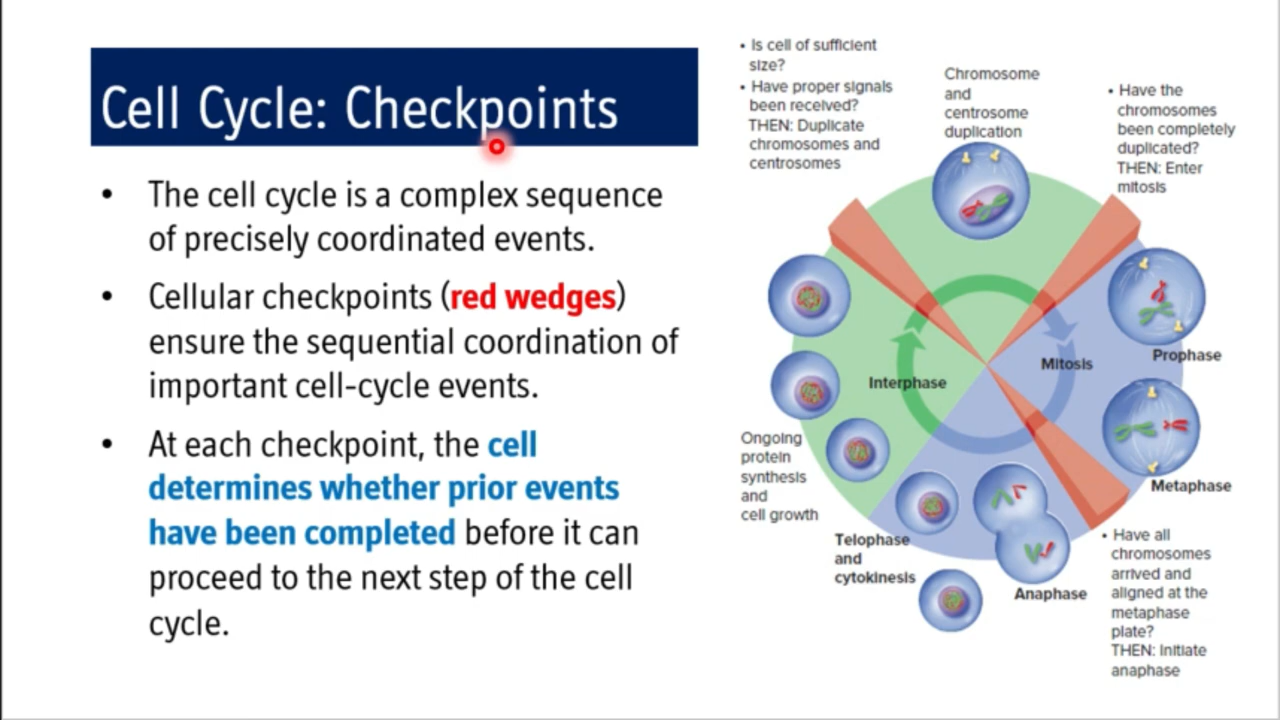 Cell Cycle: Checkpoints
• The cell cycle is a complex sequence
of precisely coordinated events.
• Cellular checkpoints (red wedges)
ensure the sequential coordination of
important cell-cycle events.
• At each checkpoint, the cell
determines whether prior events
have been completed before it can
proceed to the next step of the cell
cycle.
• Is cell of sufficient
size?
• Have proper signals
been received?
THEN: Duplicate
chromosomes and
centrosomes
Chromosome
and
centrosome
duplication
• Have the
chromosomes
been completely
duplicated?
THEN: Enter
mitosis
Interphase
Mitosis
Prophase
Metaphase
Ongoing
protein
synthesis
and
cell growth
Telophase
and
cytokinesis
Anaphase
• Have all
chromosomes
arrived and
aligned at the
metaphase
plate?
THEN: Initiate
anaphase